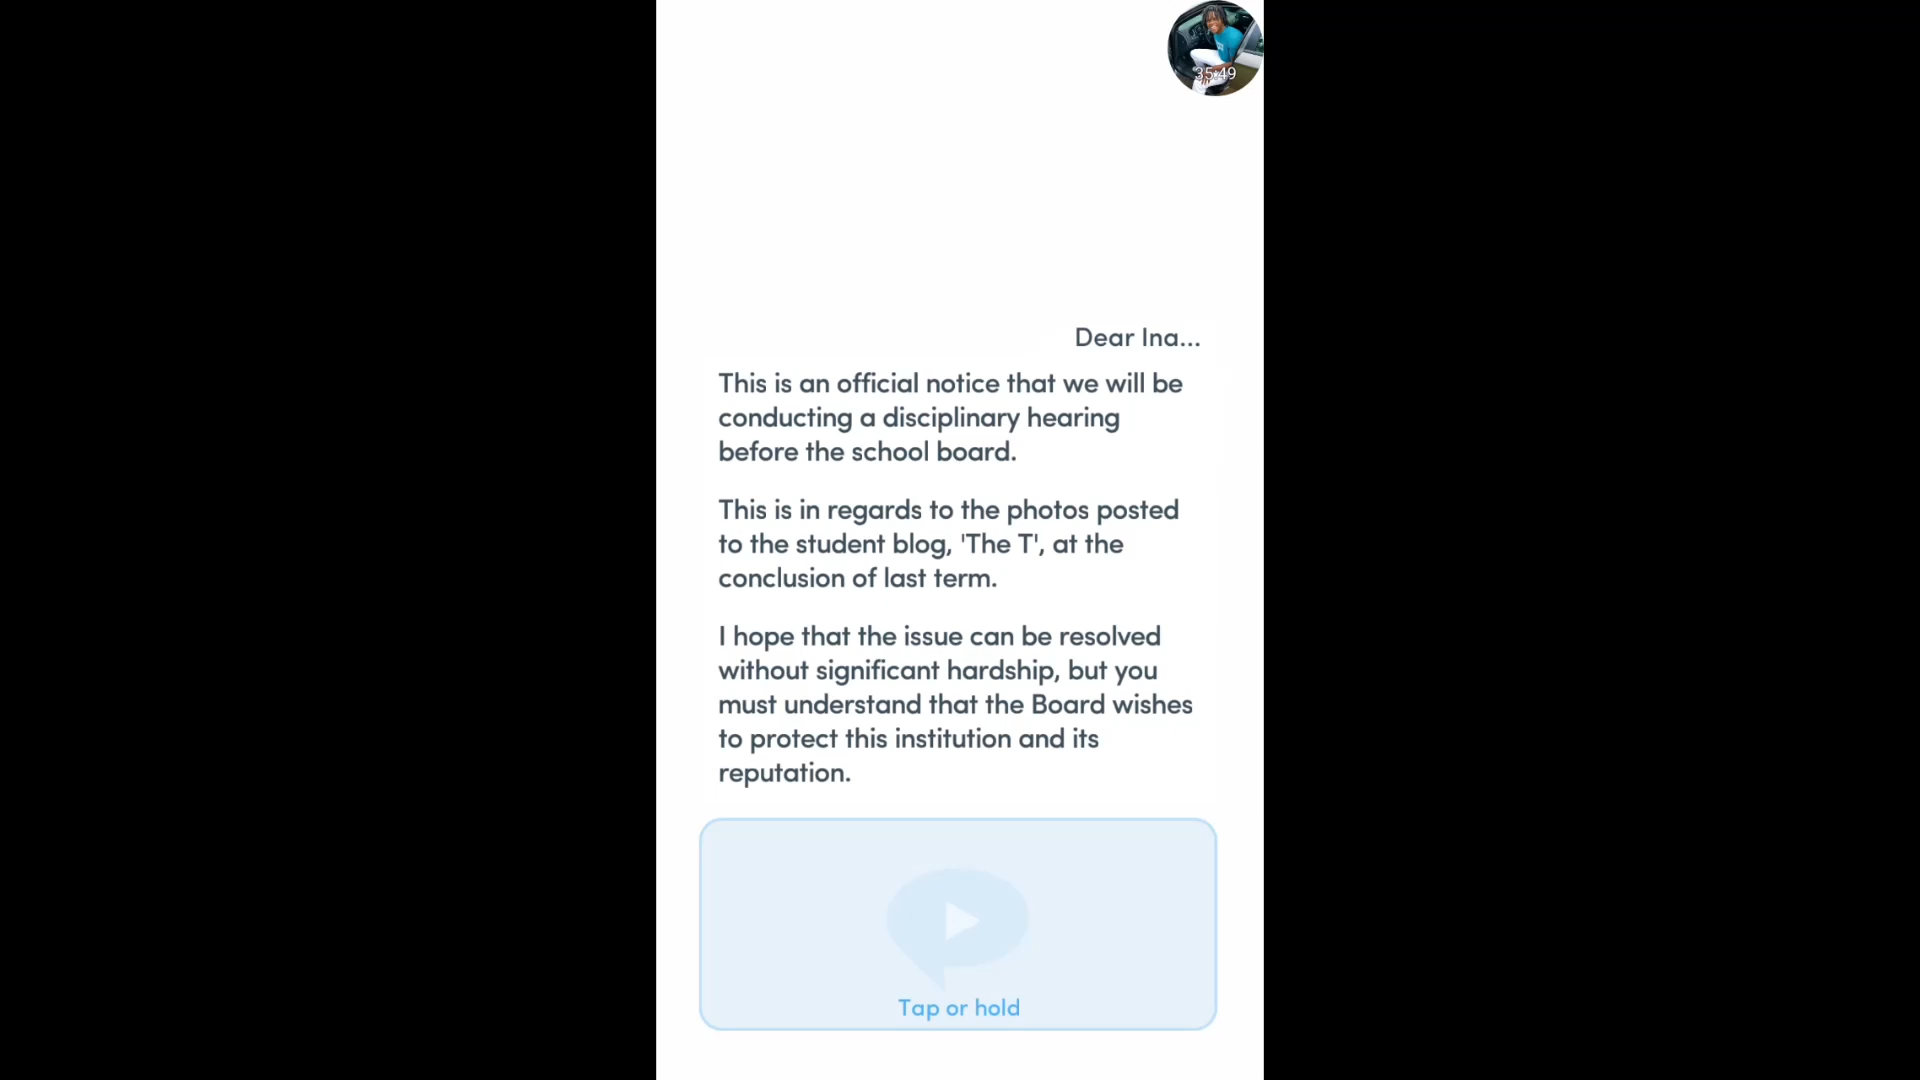 35:49
Dear Ina...
This is an official notice that we will be
conducting a disciplinary hearing
before the school board.
This is in regards to the photos posted
to the student blog, 'The T', at the
conclusion of last term.
I hope that the issue can be resolved
without significant hardship, but you
must understand that the Board wishes
to protect this institution and its
reputation.
Tap or hold